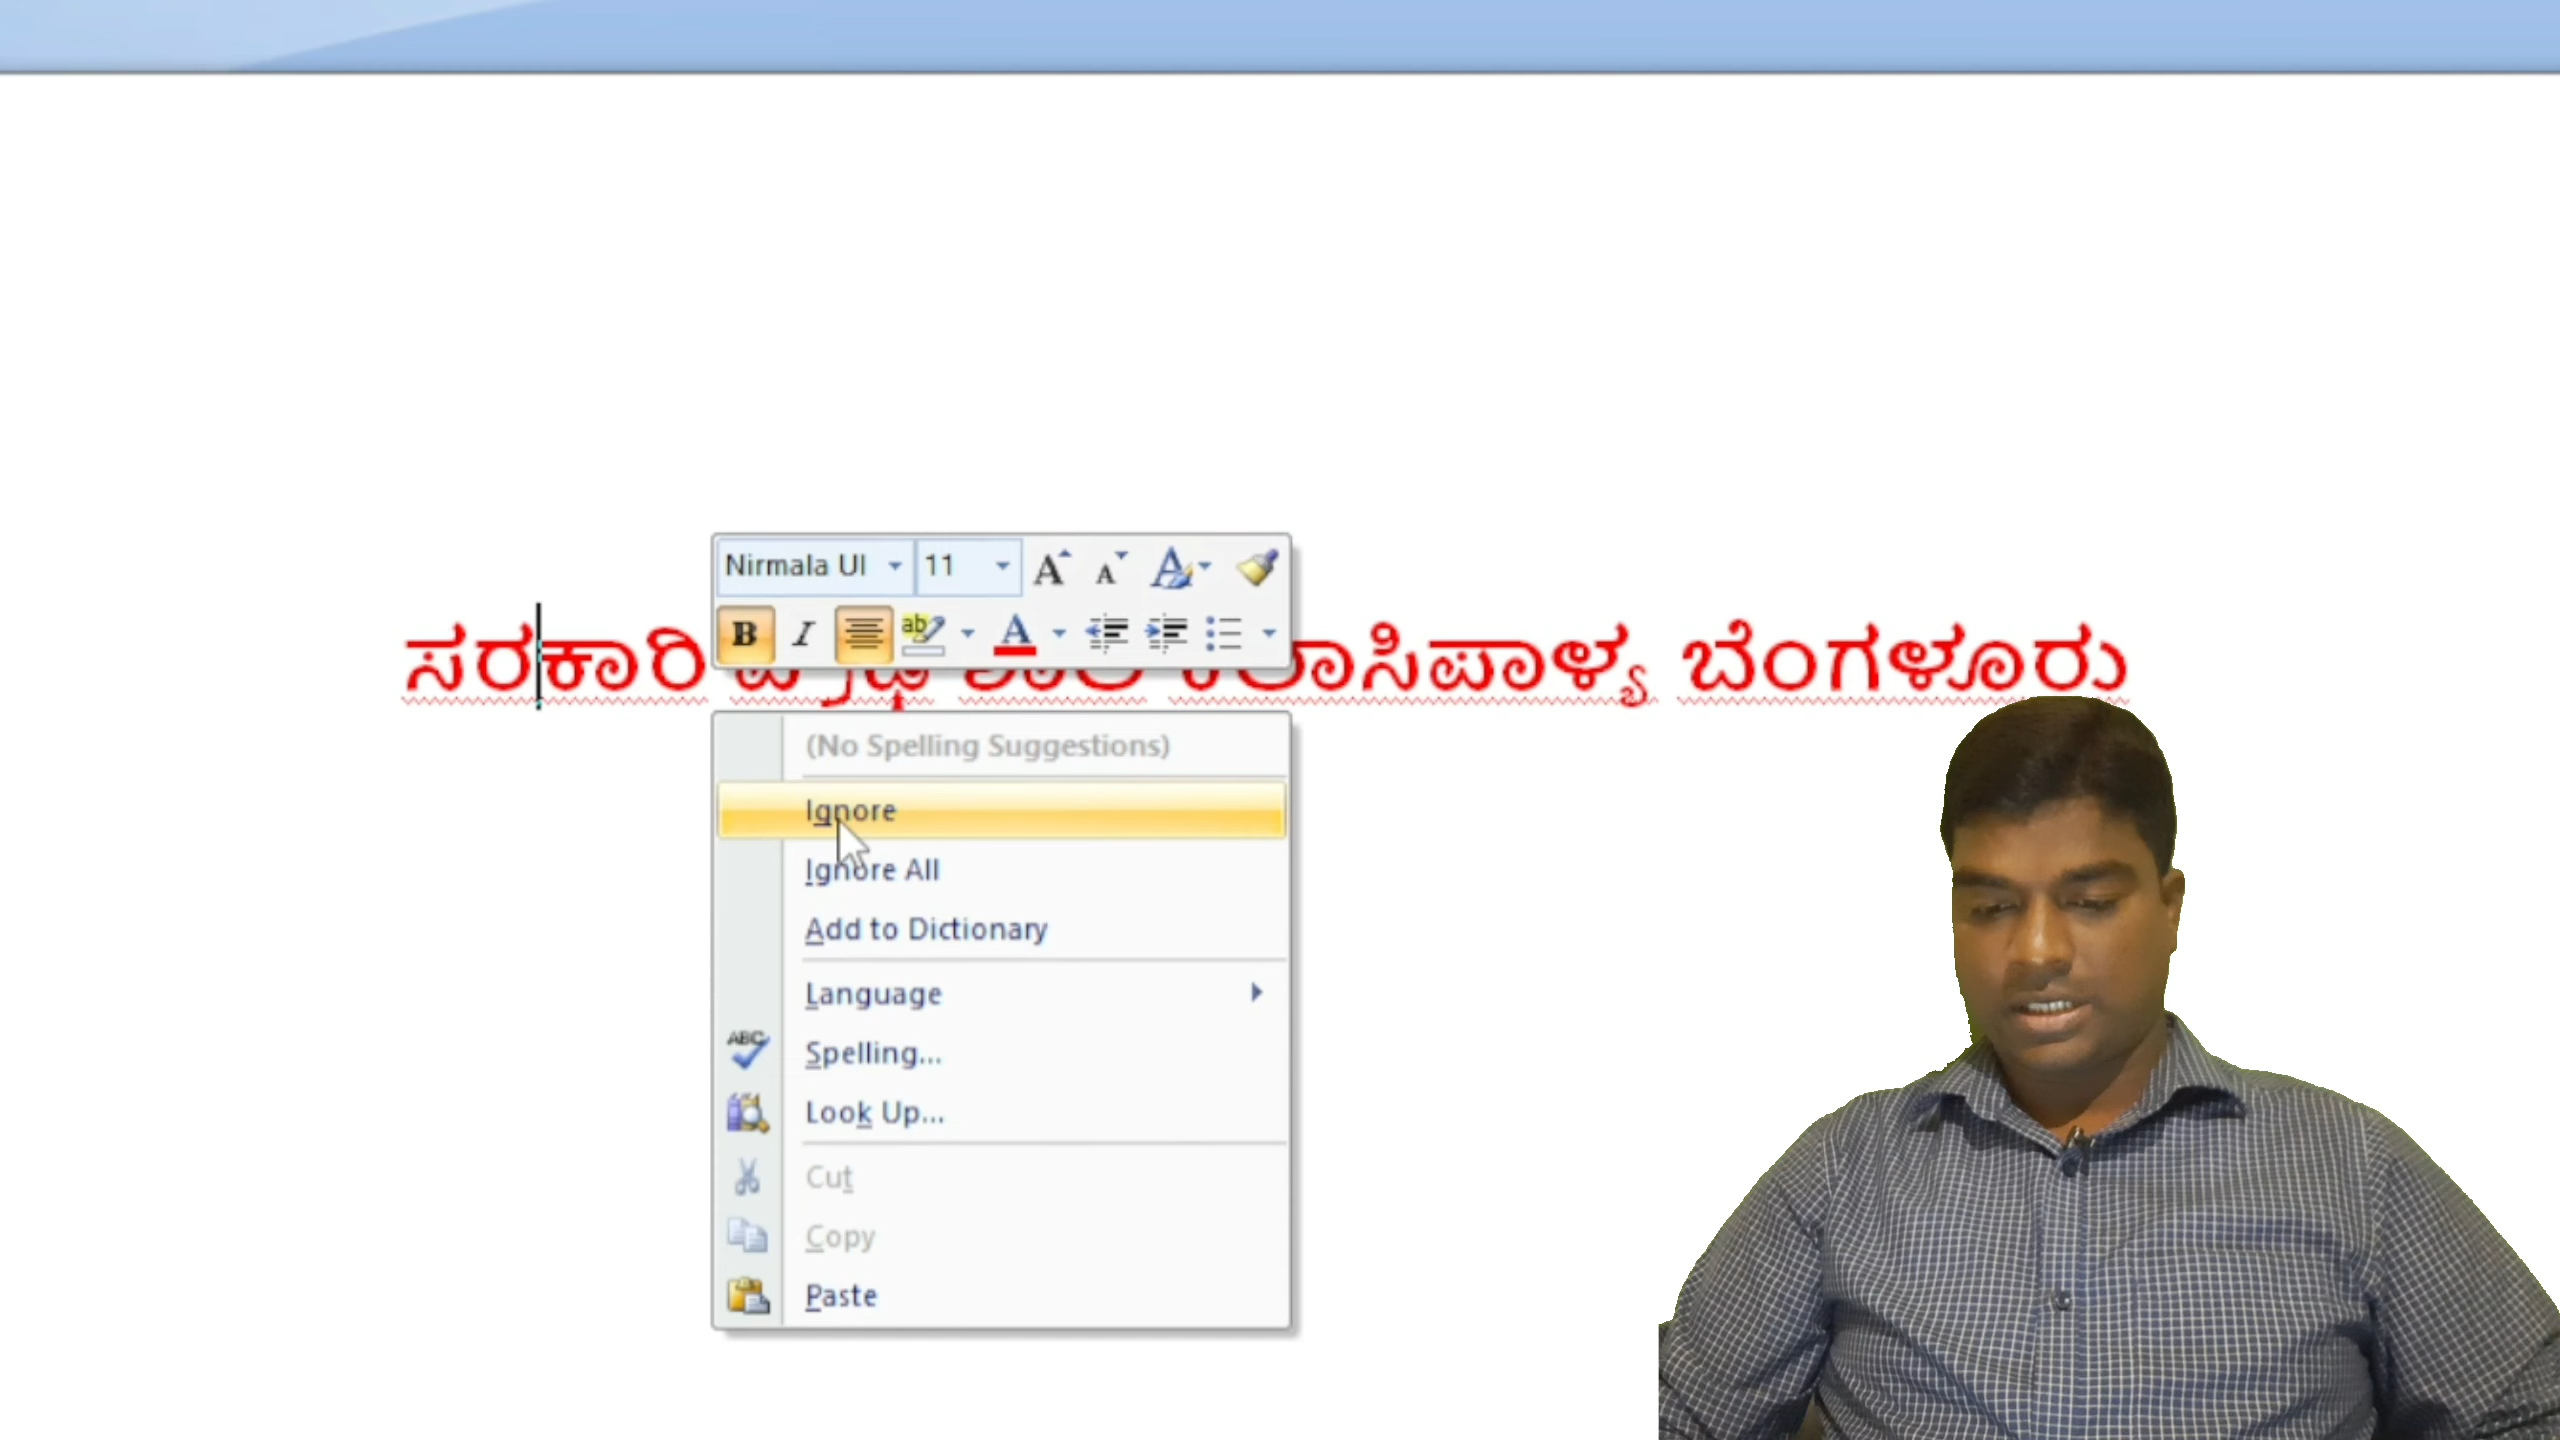 Nirmala UI 11
B I
ಸರಕಾರಿ ಬೆಂಗಳೂರು
(No Spelling Suggestions)
Ignore
Ignore All
Add to Dictionary
Language
Spelling...
Look Up...
Cut
Copy
Paste